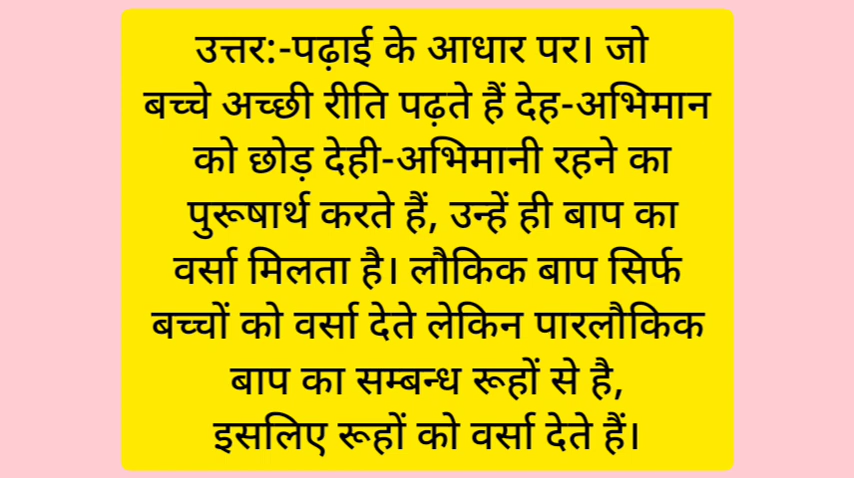 उत्तर:-पढ़ाई के आधार पर। जो
बच्चे अच्छी रीति पढ़ते हैं देह-अभिमान
को छोड़ देही-अभिमानी रहने का
पुरूषार्थ करते हैं, उन्हें ही बाप का
वर्सा मिलता है। लौकिक बाप सिर्फ
बच्चों को वर्सा देते लेकिन पारलौकिक
बाप का सम्बन्ध रूहों से है,
इसलिए रूहों को वर्सा देते हैं।